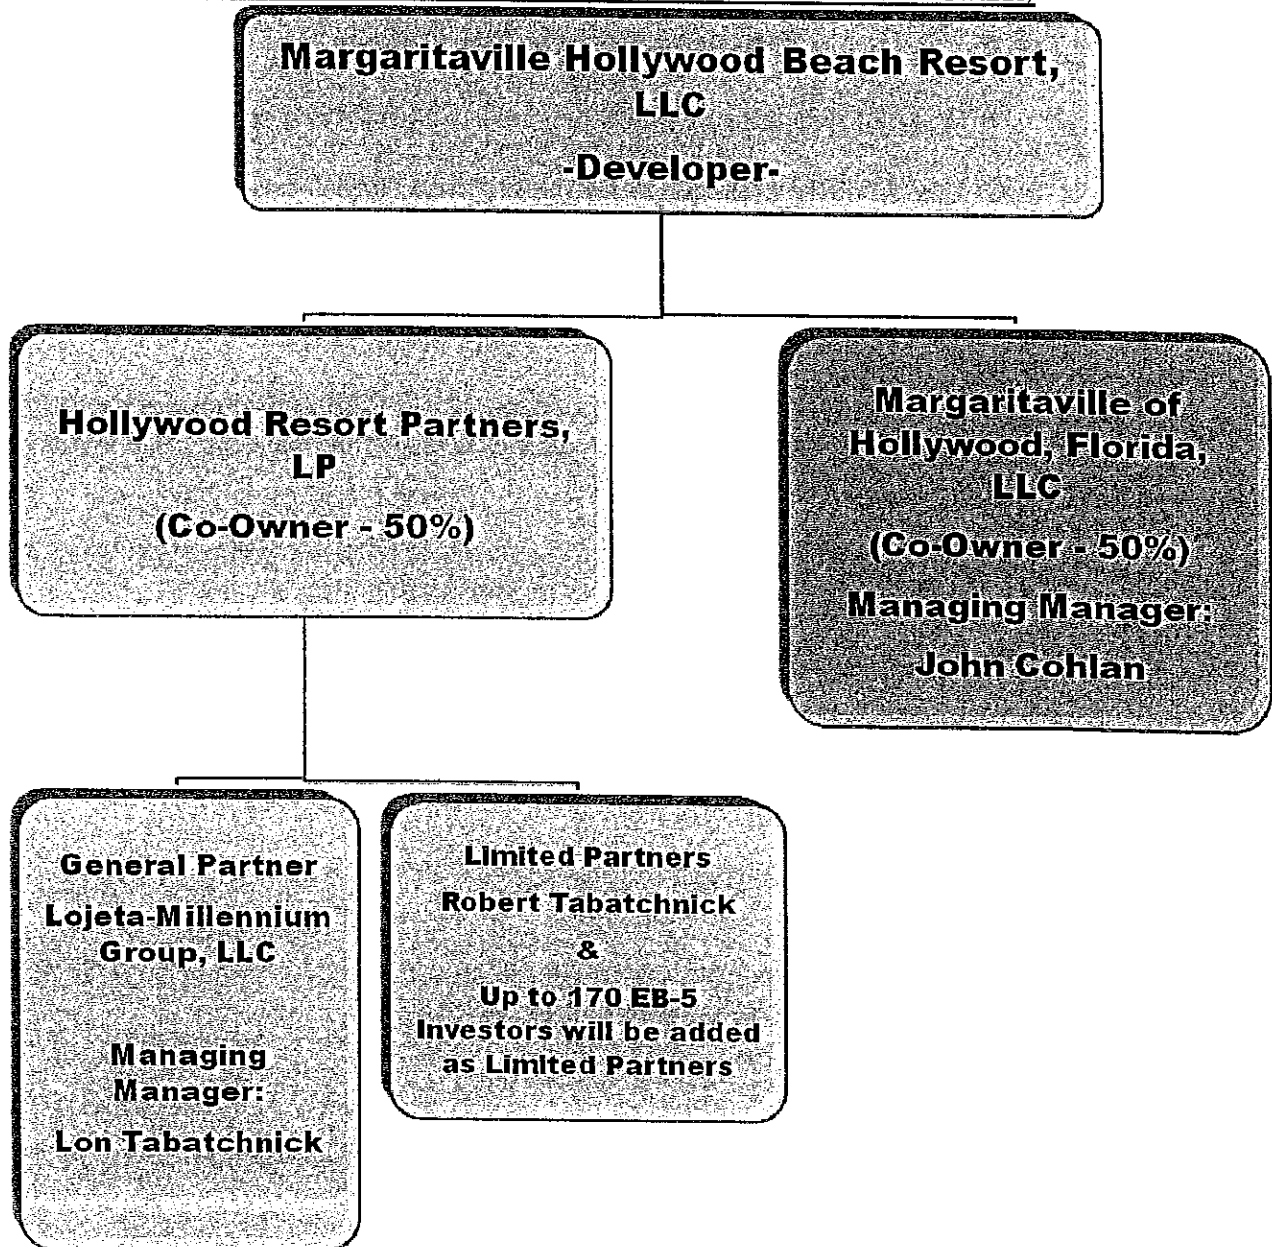 Margaritaville Hollywood Beach Resort,
LLC
-Developer-
Hollywood Resort Partners,
LP
(Co-Owner - 50%)
Margaritaville of
Hollywood, Florida,
LLC
(Co-Owner - 50%)
Managing Manager:
John Cohlan
General Partner
Lojeta-Millennium
Group, LLC
Managing
Manager:
Lon Tabatchnick
Limited Partners
Robert Tabatchnick
&
Up to 170 EB-5
Investors will be added
as Limited Partners